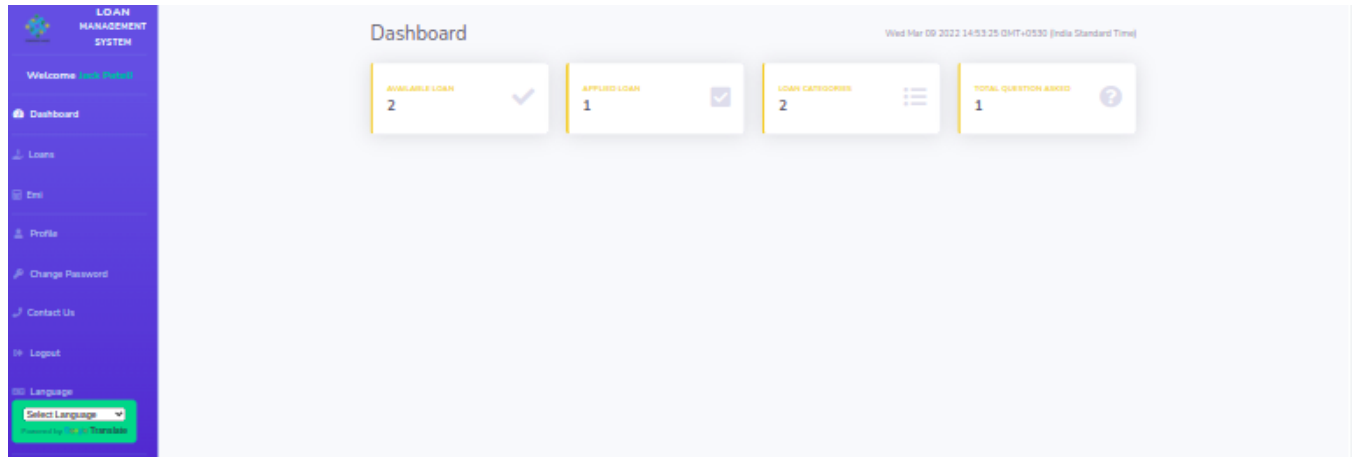 LOAN
MANAGEMENT
SYSTEM
Welcome Jack
Dashboard
Loans
Emi
Profile
Change Password
Contact Us
Logout
Language
Select Language
Powered by Translate
Dashboard
Wed Mar 09 2022 14:53:25 GMT+0530 (India Standard Time)
AVAILABLE LOAN
2
APPLIED LOAN
1
LOAN CATEGORIES
2
TOTAL QUESTION ASKED
1